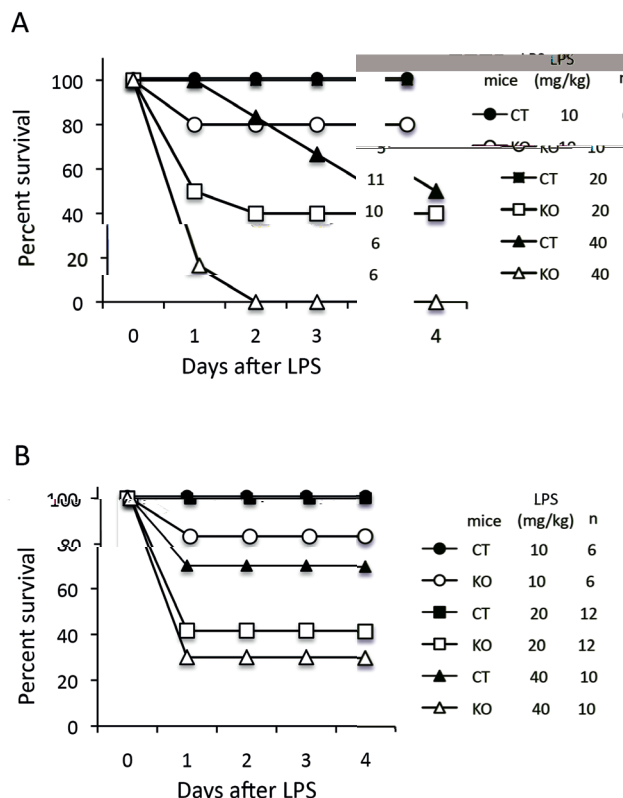 A
LPS
mice (mg/kg)
100
CT 10
80
KO 10
60
11
CT 20
40
10
KO 20
20
6
CT 40
0
6
KO 40
Percent survival
0 1 2 3 4
Days after LPS
B
100
LPS
mice (mg/kg) n
CT 10 6
80
KO 10 6
60
CT 20 12
40
KO 20 12
20
CT 40 10
0
KO 40 10
Percent survival
0 1 2 3 4
Days after LPS